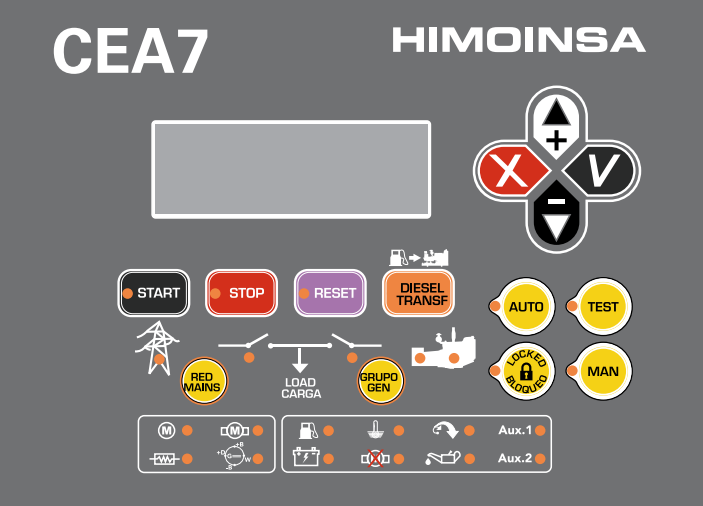 CEA7
HIMOINSA
+
X
V
-
START
STOP
RESET
DIESEL
TRANSF
AUTO
TEST
RED
MAINS
LOAD
CARGA
GRUPO
GEN
LOCKED
BLOQUEO
MAN
M
M
Aux.1
+D
+B
G
W
-B
Aux.2